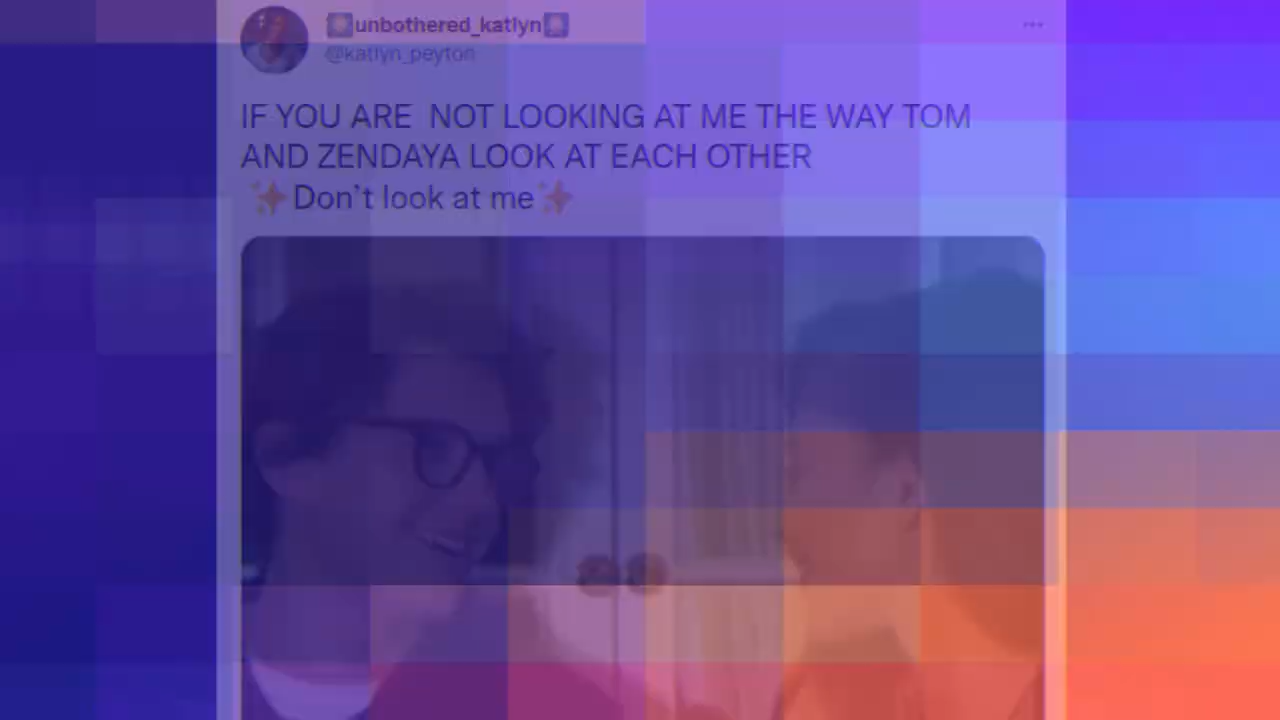 unbothered_katlyn
@katlyn_peyton
IF YOU ARE NOT LOOKING AT ME THE WAY TOM
AND ZENDAYA LOOK AT EACH OTHER
✨Don't look at me✨